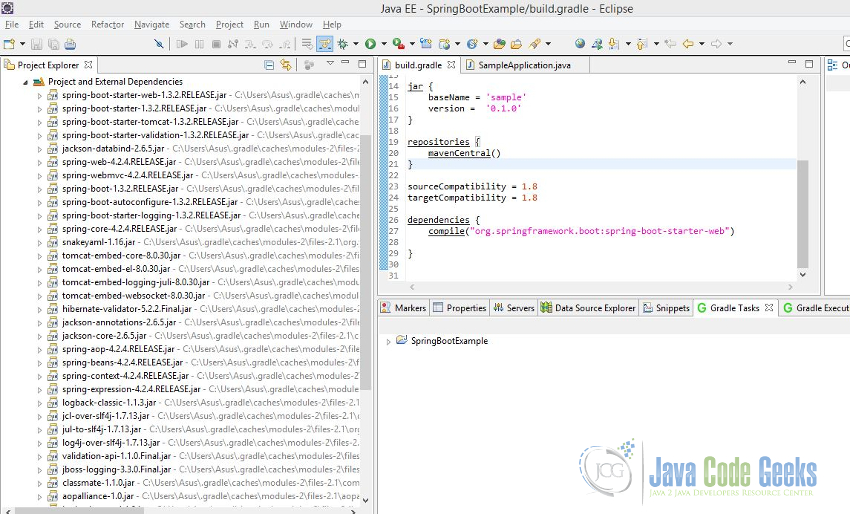 Java EE - SpringBootExample/build.gradle - Eclipse
File Edit Source Refactor Navigate Search Project Run Window Help
Project Explorer
Project and External Dependencies
spring-boot-starter-web-1.3.2.RELEASE.jar - C:\Users\Asus\.gradle\caches\mod
spring-boot-starter-1.3.2.RELEASE.jar - C:\Users\Asus\.gradle\caches\module
spring-boot-starter-tomcat-1.3.2.RELEASE.jar - C:\Users\Asus\.gradle\caches\
spring-boot-starter-validation-1.3.2.RELEASE.jar - C:\Users\Asus\.gradle\cach
jackson-databind-2.6.5.jar - C:\Users\Asus\.gradle\caches\modules-2\files-2.1
spring-web-4.2.4.RELEASE.jar - C:\Users\Asus\.gradle\caches\modules-2\files
spring-webmvc-4.2.4.RELEASE.jar - C:\Users\Asus\.gradle\caches\modules-2
spring-boot-1.3.2.RELEASE.jar - C:\Users\Asus\.gradle\caches\modules-2\file
spring-boot-autoconfigure-1.3.2.RELEASE.jar - C:\Users\Asus\.gradle\caches\
spring-boot-starter-logging-1.3.2.RELEASE.jar - C:\Users\Asus\.gradle\caches
spring-core-4.2.4.RELEASE.jar - C:\Users\Asus\.gradle\caches\modules-2\files
snakeyaml-1.16.jar - C:\Users\Asus\.gradle\caches\modules-2\files-2.1\org.
tomcat-embed-core-8.0.30.jar - C:\Users\Asus\.gradle\caches\modules-2\files
tomcat-embed-el-8.0.30.jar - C:\Users\Asus\.gradle\caches\modules-2\files-
tomcat-embed-logging-juli-8.0.30.jar - C:\Users\Asus\.gradle\caches\module
tomcat-embed-websocket-8.0.30.jar - C:\Users\Asus\.gradle\caches\modules
hibernate-validator-5.2.2.Final.jar - C:\Users\Asus\.gradle\caches\modules-2
jackson-annotations-2.6.5.jar - C:\Users\Asus\.gradle\caches\modules-2\files
jackson-core-2.6.5.jar - C:\Users\Asus\.gradle\caches\modules-2\files-2.1\c
spring-aop-4.2.4.RELEASE.jar - C:\Users\Asus\.gradle\caches\modules-2\file
spring-beans-4.2.4.RELEASE.jar - C:\Users\Asus\.gradle\caches\modules-2\fil
spring-context-4.2.4.RELEASE.jar - C:\Users\Asus\.gradle\caches\modules-2\f
spring-expression-4.2.4.RELEASE.jar - C:\Users\Asus\.gradle\caches\modules-
logback-classic-1.1.3.jar - C:\Users\Asus\.gradle\caches\modules-2\files-2.1
jcl-over-slf4j-1.7.13.jar - C:\Users\Asus\.gradle\caches\modules-2\files-2.1\
jul-to-slf4j-1.7.13.jar - C:\Users\Asus\.gradle\caches\modules-2\files-2.1\o
log4j-over-slf4j-1.7.13.jar - C:\Users\Asus\.gradle\caches\modules-2\files-2
validation-api-1.1.0.Final.jar - C:\Users\Asus\.gradle\caches\modules-2\files
jboss-logging-3.3.0.Final.jar - C:\Users\Asus\.gradle\caches\modules-2\files
classmate-1.1.0.jar - C:\Users\Asus\.gradle\caches\modules-2\files-2.1\com
aopalliance-1.0.jar - C:\Users\Asus\.gradle\caches\modules-2\files-2.1\aopa
build.gradle SampleApplication.java
14 jar {
15 baseName = 'sample'
16 version = '0.1.0'
17 }
18
19 repositories {
20 mavenCentral()
21 }
22
23 sourceCompatibility = 1.8
24 targetCompatibility = 1.8
25
26 dependencies {
27 compile("org.springframework.boot:spring-boot-starter-web")
28
29 }
30
31
Markers Properties Servers Data Source Explorer Snippets Gradle Tasks Gradle Execut
SpringBootExample
JCG
Java Code Geeks
Java 2 Java Developers Resource Center